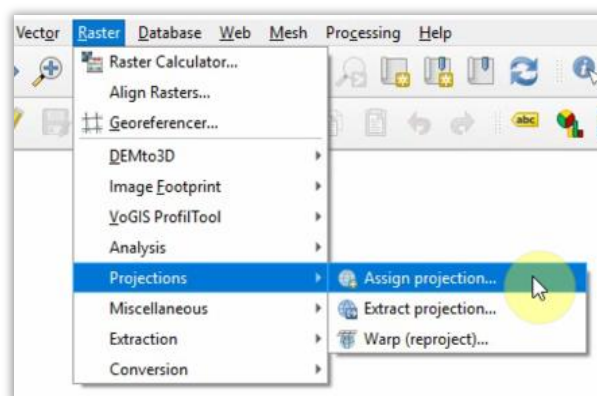 Vector Raster Database Web Mesh Processing Help
Raster Calculator...
Align Rasters...
Georeferencer...
abc
DEMto3D
Image Footprint
VoGIS ProfilTool
Analysis
Projections
Assign projection...
Miscellaneous
Extract projection...
Extraction
Warp (reproject)...
Conversion